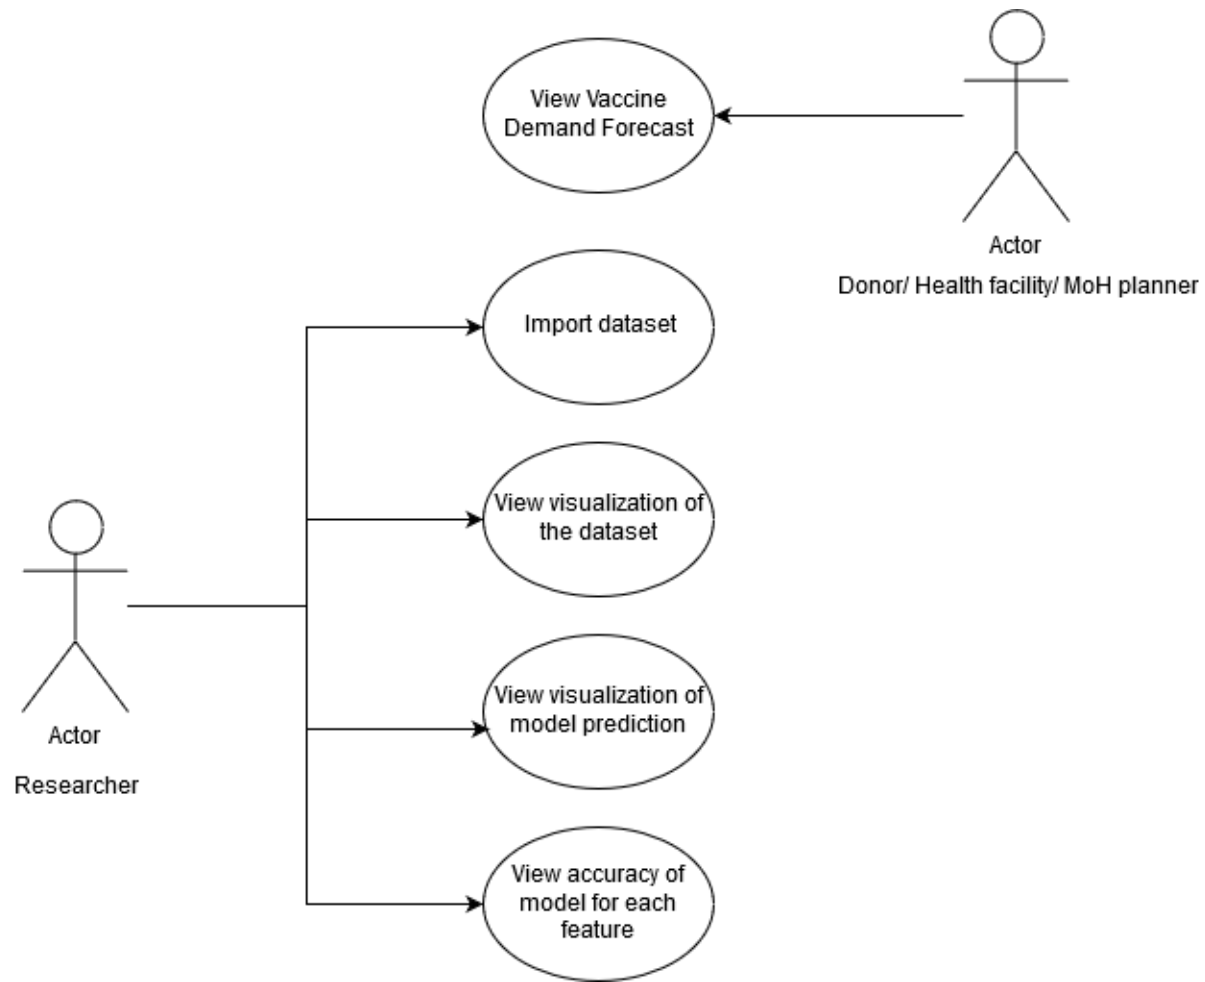 View Vaccine
Demand Forecast
Actor
Donor/ Health facility/ MoH planner
Import dataset
View visualization of
the dataset
View visualization of
model prediction
Actor
Researcher
View accuracy of
model for each
feature